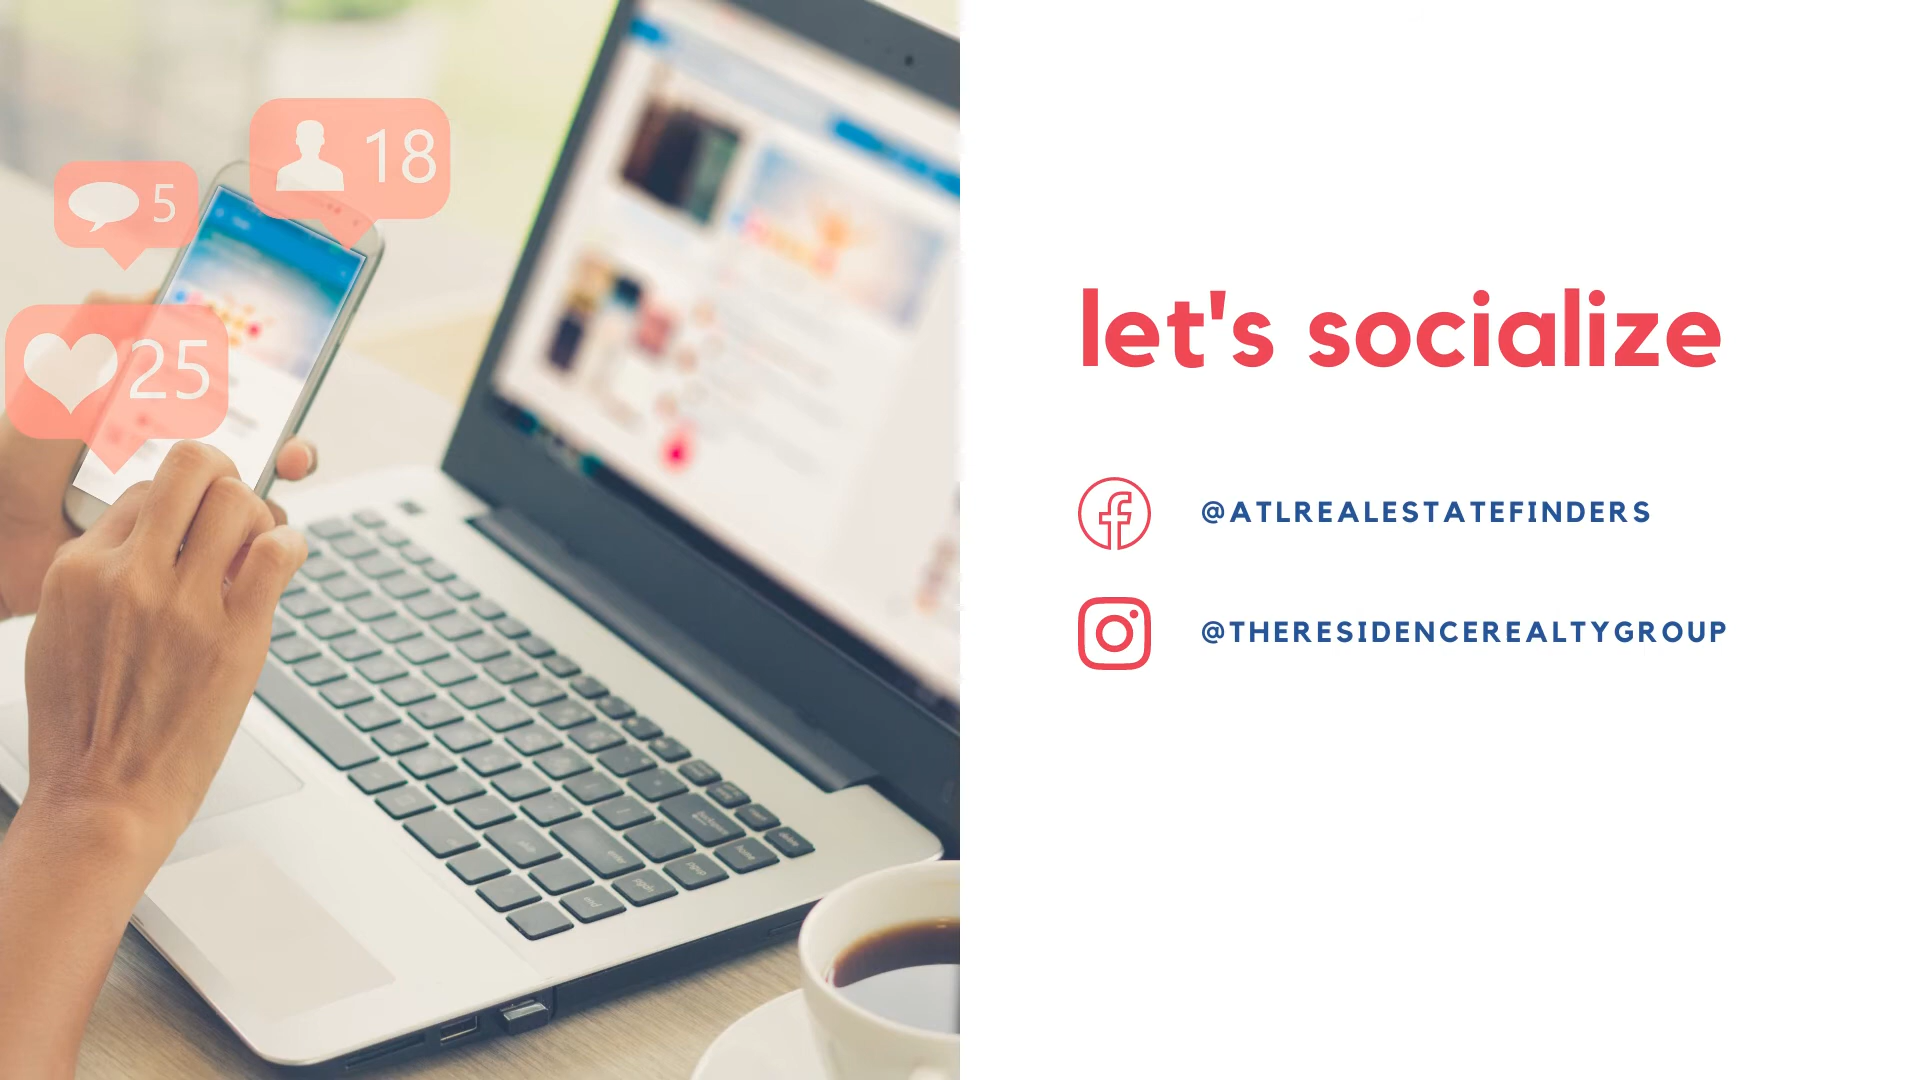 18
5
25
let's socialize
@ATLREALESTATEFINDERS
@THERESIDENCEREALTYGROUP